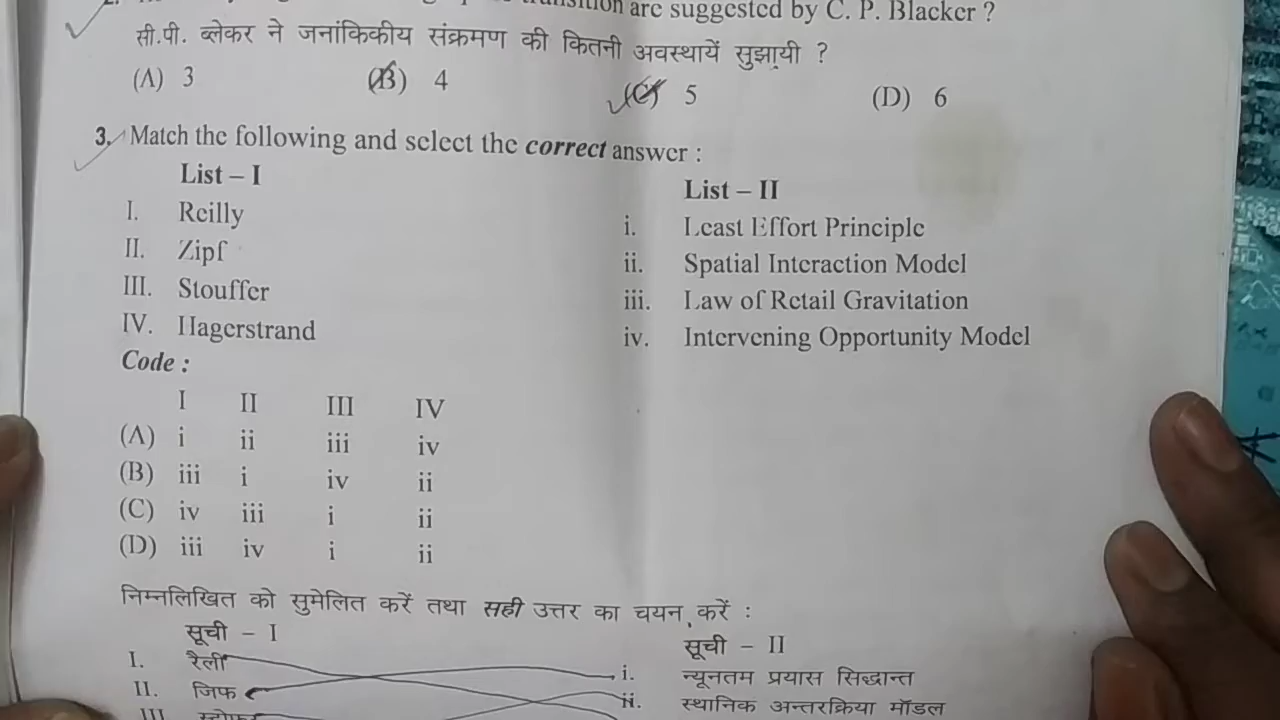 transition are suggested by C. P. Blacker ?
सी.पी. ब्लेकर ने जनांकिकीय संक्रमण की कितनी अवस्थायें सुझायी ?
(A) 3 (B) 4 (C) 5 (D) 6
3. Match the following and select the correct answer :
List – I List – II
I. Reilly i. Least Effort Principle
II. Zipf ii. Spatial Interaction Model
III. Stouffer iii. Law of Retail Gravitation
IV. Hagerstrand iv. Intervening Opportunity Model
Code :
I II III IV
(A) i ii iii iv
(B) iii i iv ii
(C) iv iii i ii
(D) iii iv i ii
निम्नलिखित को सुमेलित करें तथा सही उत्तर का चयन करें :
सूची – I सूची – II
I. रैली i. न्यूनतम प्रयास सिद्धान्त
II. जिफ ii. स्थानिक अन्तरक्रिया मॉडल
III.